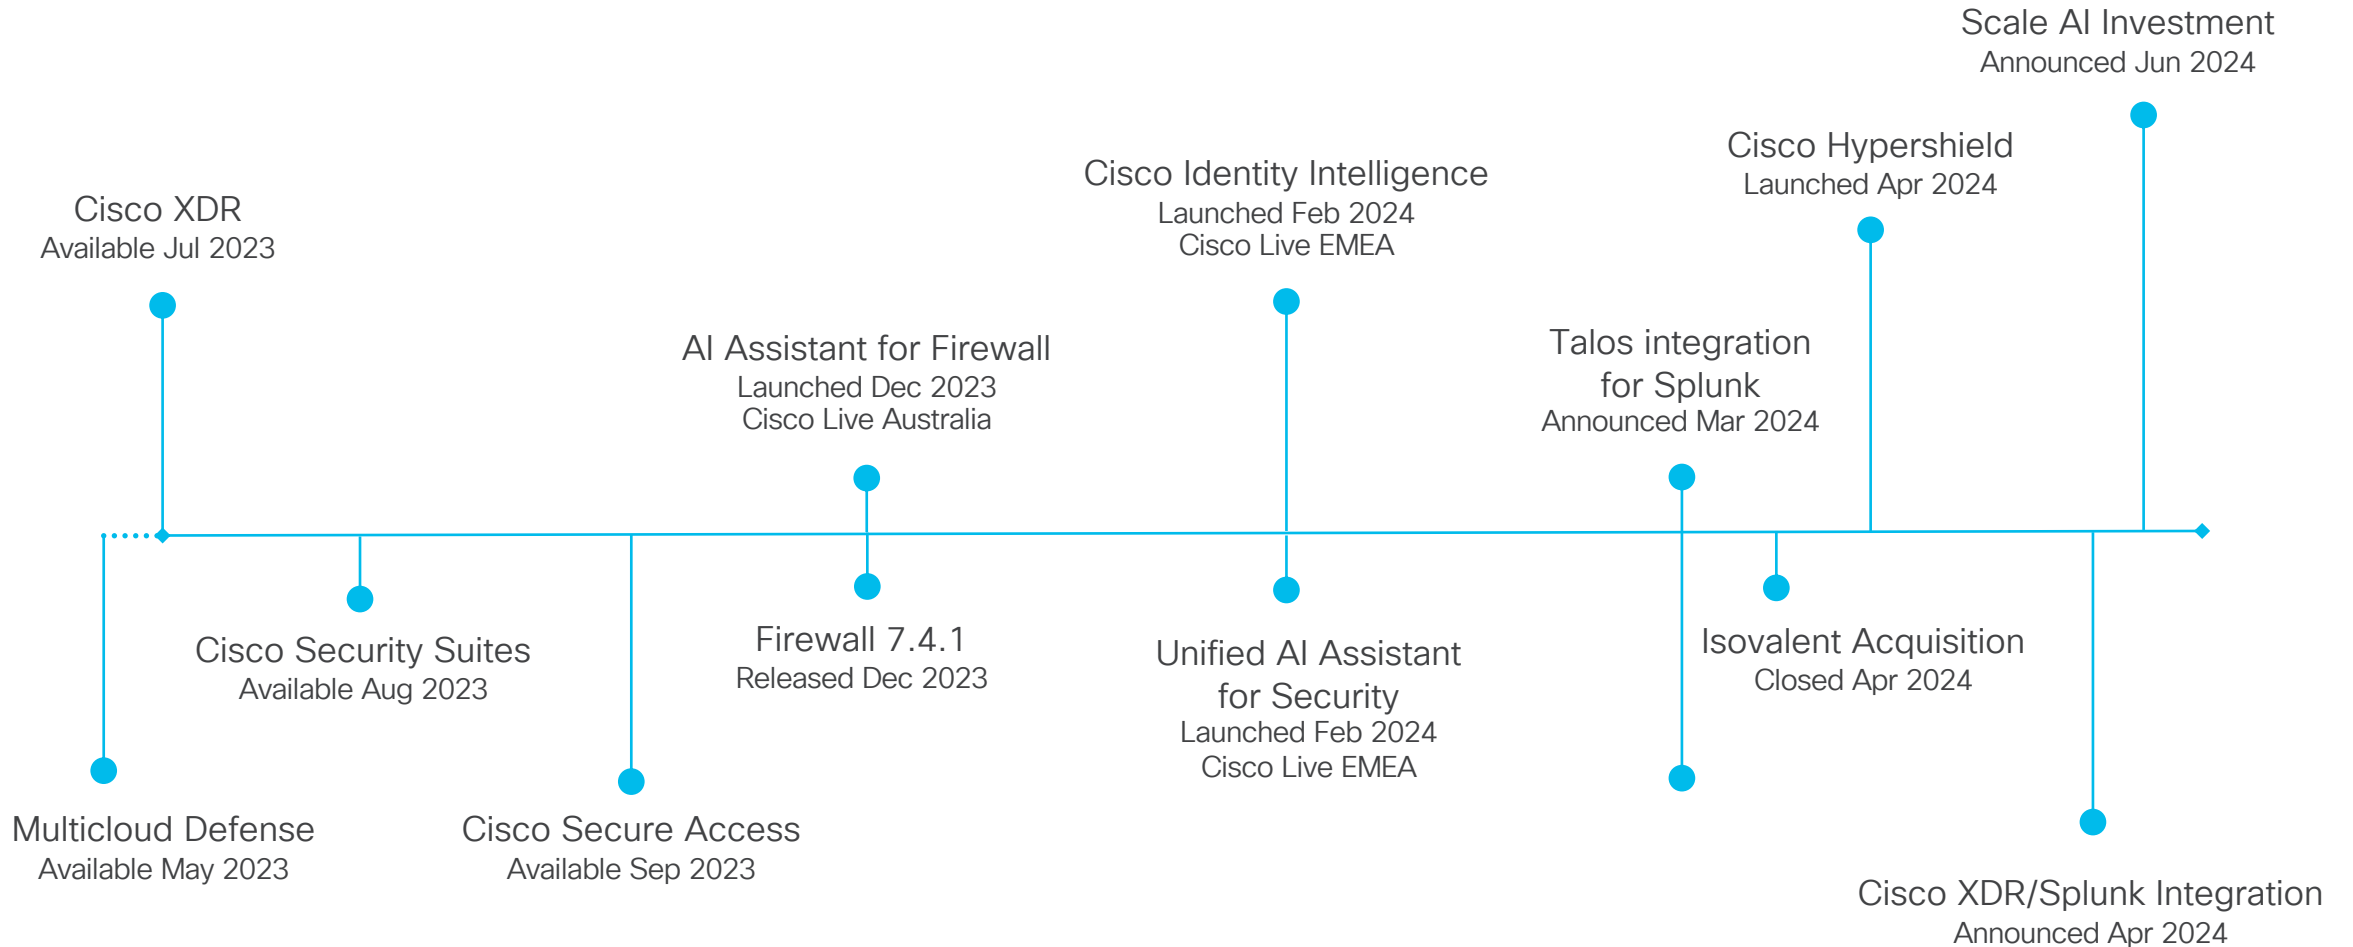 Scale AI Investment
Announced Jun 2024
Cisco Hypershield
Launched Apr 2024
Cisco Identity Intelligence
Launched Feb 2024
Cisco Live EMEA
Cisco XDR
Available Jul 2023
AI Assistant for Firewall
Launched Dec 2023
Cisco Live Australia
Talos integration
for Splunk
Announced Mar 2024
Cisco Security Suites
Available Aug 2023
Firewall 7.4.1
Released Dec 2023
Unified AI Assistant
for Security
Launched Feb 2024
Cisco Live EMEA
Isovalent Acquisition
Closed Apr 2024
Multicloud Defense
Available May 2023
Cisco Secure Access
Available Sep 2023
Cisco XDR/Splunk Integration
Announced Apr 2024